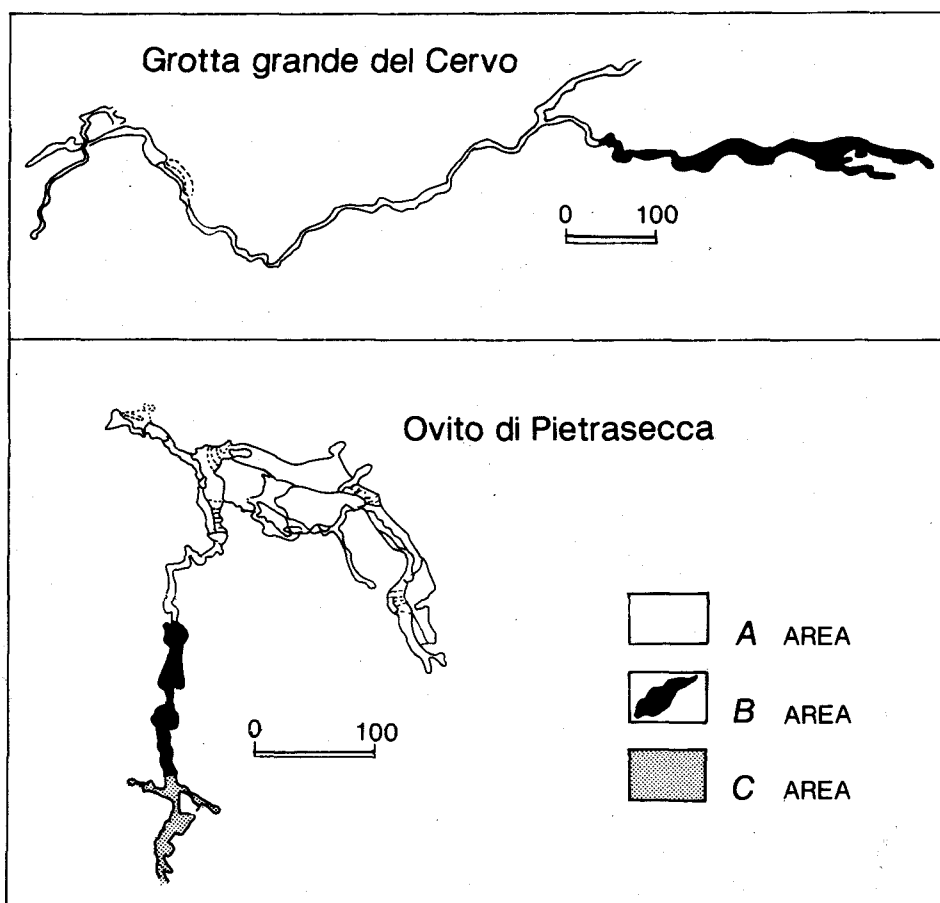 Grotta grande del Cervo
0 100
Ovito di Pietrasecca
0 100
A AREA
B AREA
C AREA